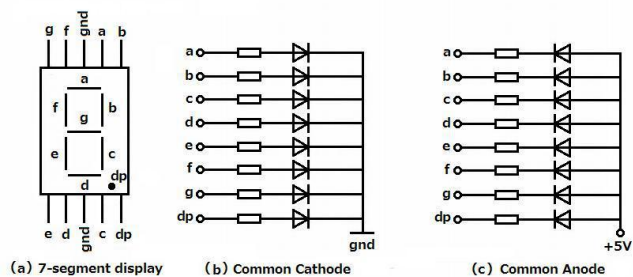 g f gnd a b
a
f b
g
e c
d dp
e d gnd c dp
(a) 7-segment display
a
b
c
d
e
f
g
dp
gnd
(b) Common Cathode
a
b
c
d
e
f
g
dp
+5V
(c) Common Anode